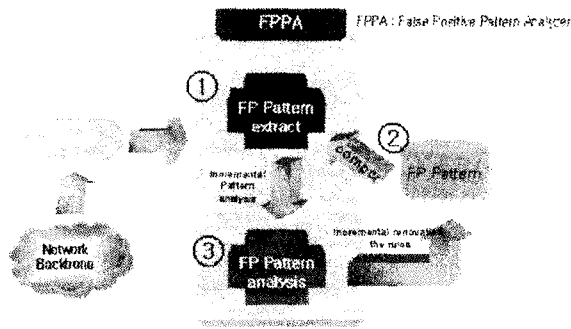 FPPA
FPPA : False Positive Pattern Analyzer
①
FP Pattern
extract
②
FP Pattern
Incremental
Pattern
analysis
Network
Backbone
③
FP Pattern
analysis
Incremental
the rules